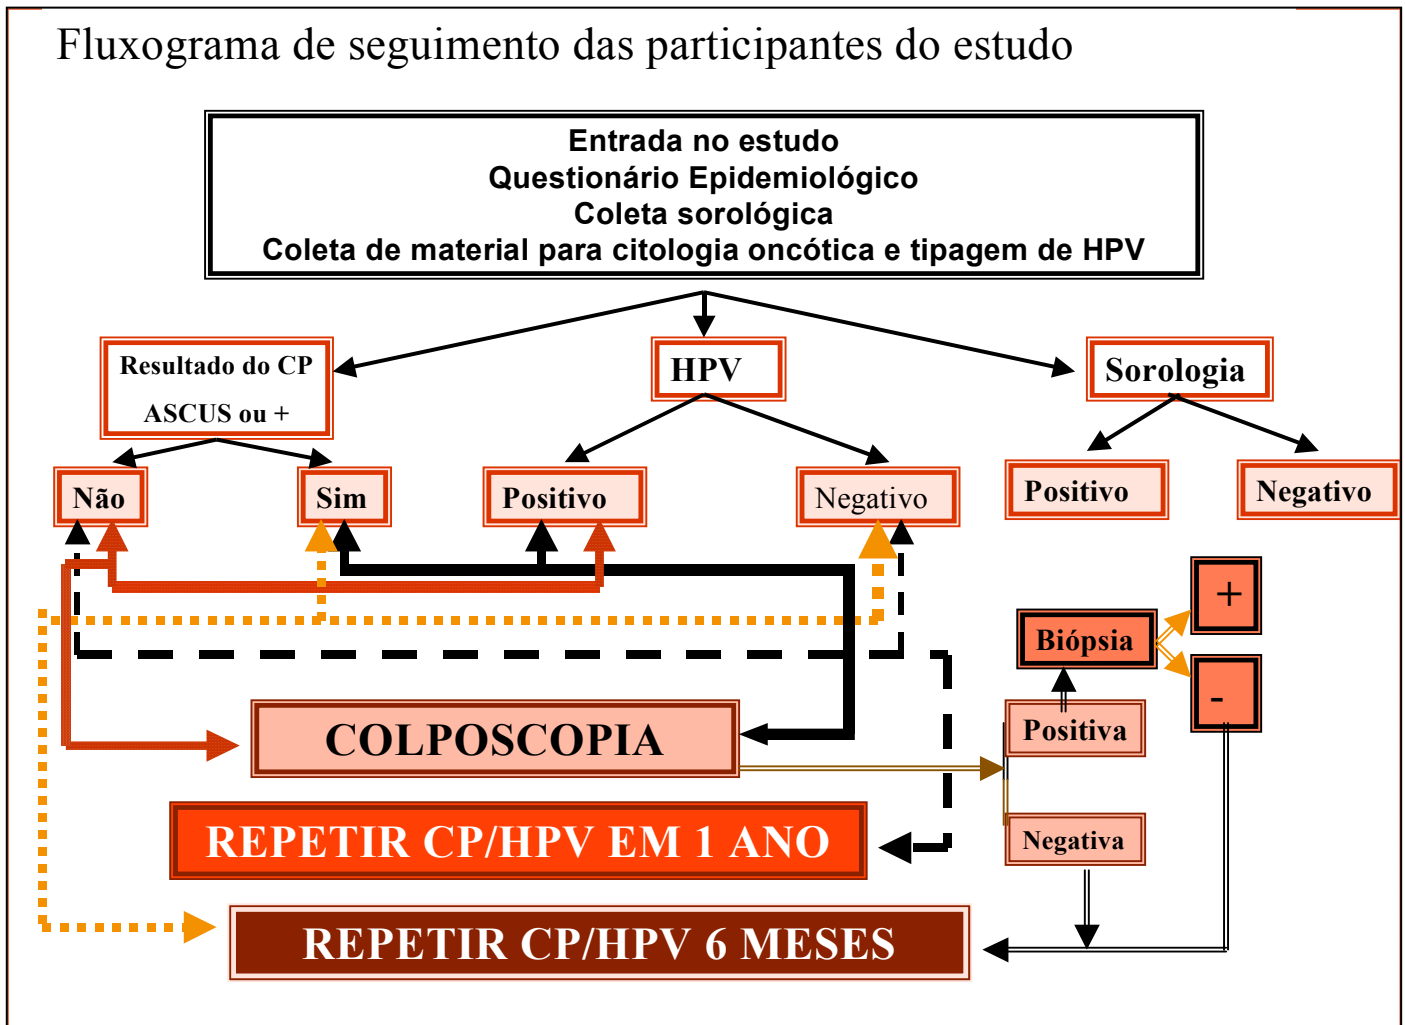 Fluxograma de seguimento das participantes do estudo
Entrada no estudo
Questionário Epidemiológico
Coleta sorológica
Coleta de material para citologia oncótica e tipagem de HPV
Resultado do CP
ASCUS ou +
HPV
Sorologia
Não
Sim
Positivo
Negativo
Positivo
Negativo
+
Biópsia
-
Positiva
COLPOSCOPIA
REPETIR CP/HPV EM 1 ANO
Negativa
REPETIR CP/HPV 6 MESES